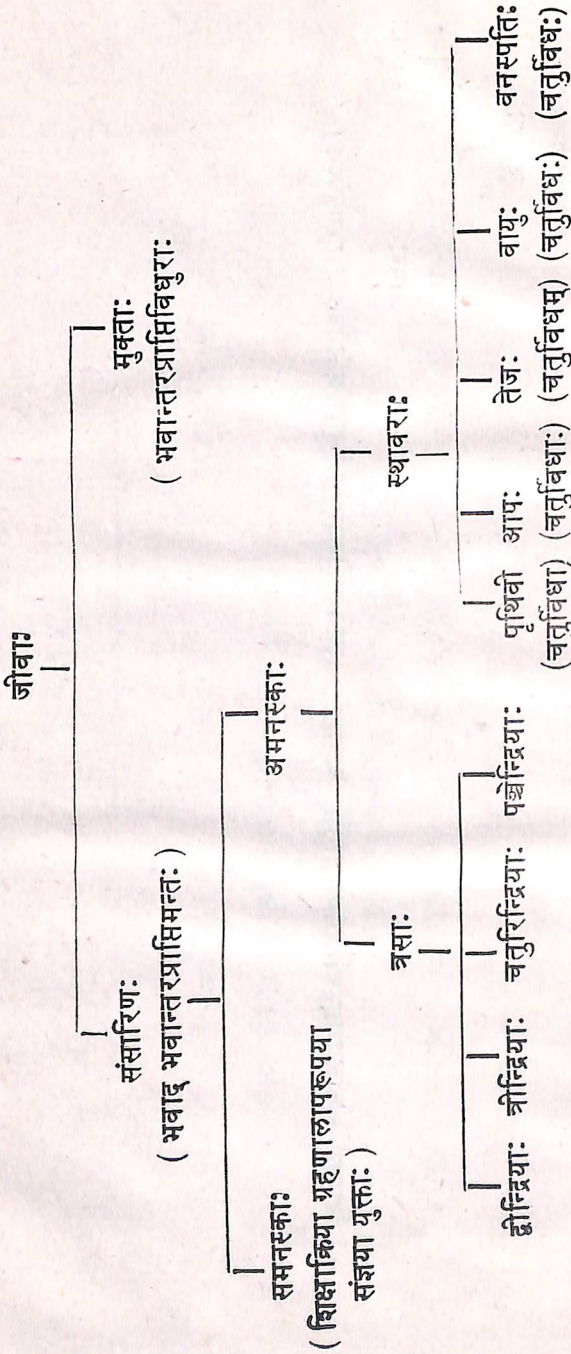 जीवाः
संसारिणः मुक्ताः
( भवाद् भवान्तरप्राप्तिमन्तः ) ( भवान्तरप्राप्तिविधुराः
समनस्काः अमनस्काः
( शिक्षाक्रिया ग्रहणालापरूपया
संज्ञया युक्ताः )
त्रसाः स्थावराः
द्वीन्द्रियाः त्रीन्द्रियाः चतुरिन्द्रियाः पञ्चेन्द्रियाः पृथिवी आपः तेजः वायुः वनस्पतिः
(चतुर्विधा) (चतुर्विधाः) (चतुर्विधम्) (चतुर्विधः) (चतुर्विधः)